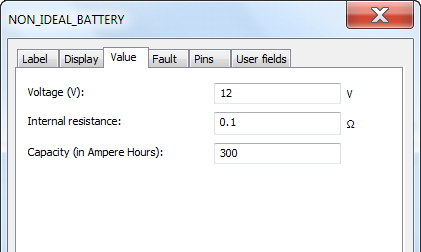 NON_IDEAL_BATTERY
Label Display Value Fault Pins User fields
Voltage (V): 12 V
Internal resistance: 0.1 Ω
Capacity (in Ampere Hours): 300